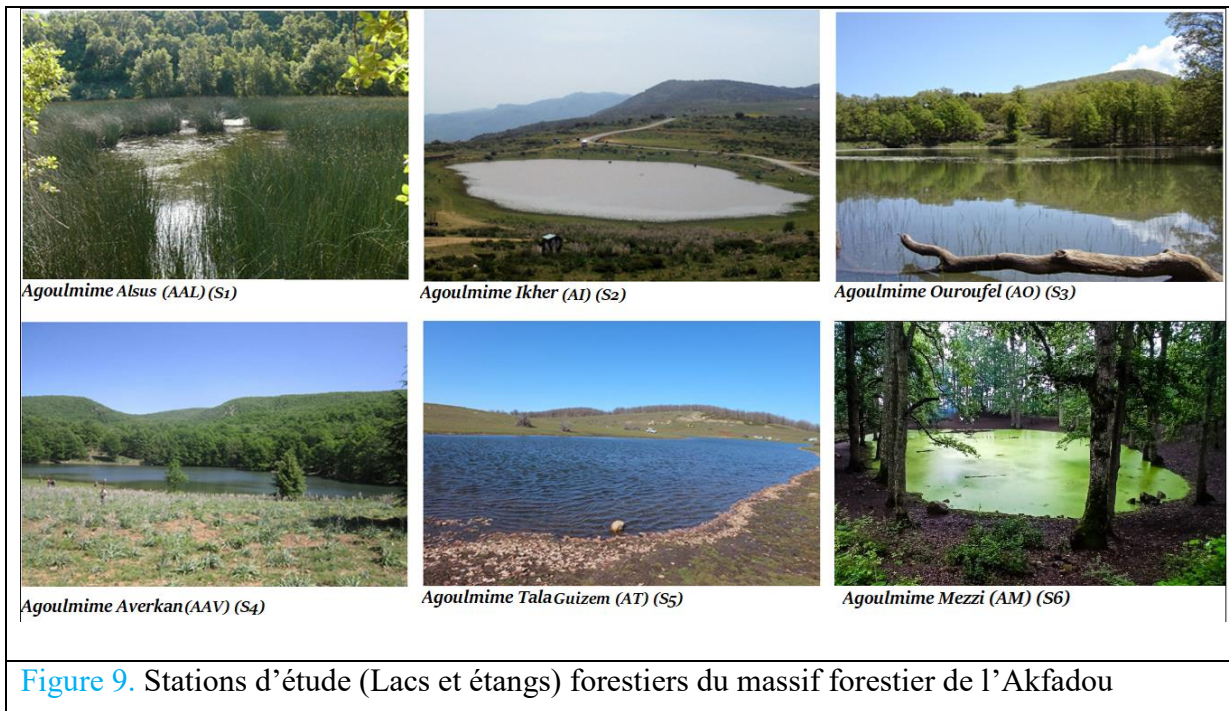 Agoulmime Alsus (AAL) (S1)
Agoulmime Ikher (AI) (S2)
Agoulmime Ouroufel (AO) (S3)
Agoulmime Averkan (AAV) (S4)
Agoulmime Tala Guizem (AT) (S5)
Agoulmime Mezzi (AM) (S6)
Figure 9. Stations d’étude (Lacs et étangs) forestiers du massif forestier de l’Akfadou